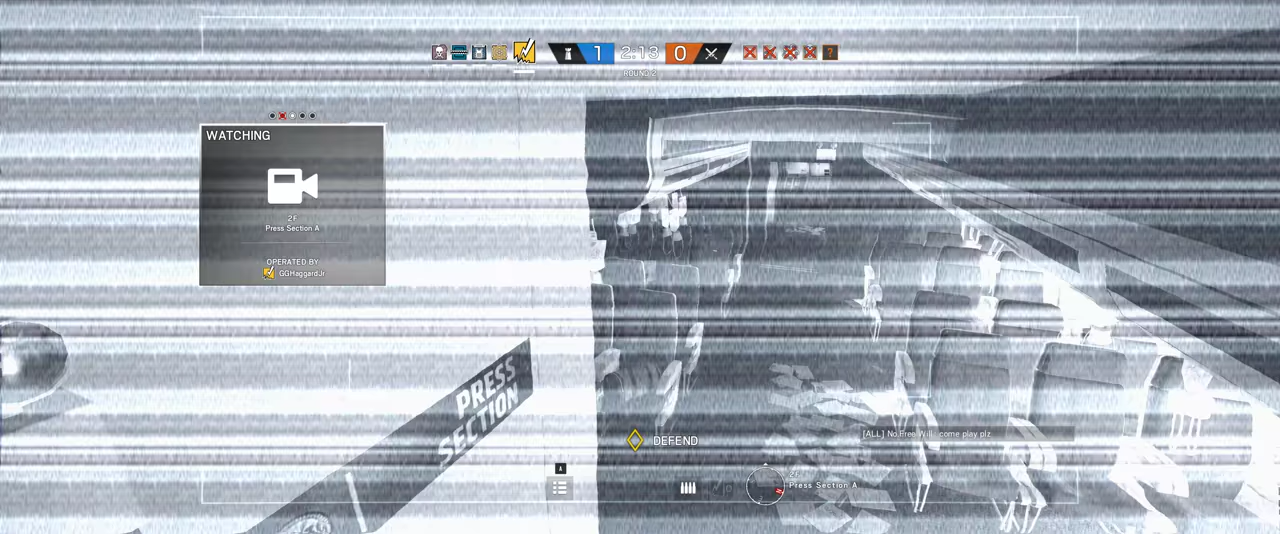 1 2:13 0
ROUND 2
?
WATCHING
2F
Press Section A
OPERATED BY
GGHaggardJr
PRESS
SECTION
DEFEND
[ALL] No.Free.Will: come play plz
A
2F
Press Section A